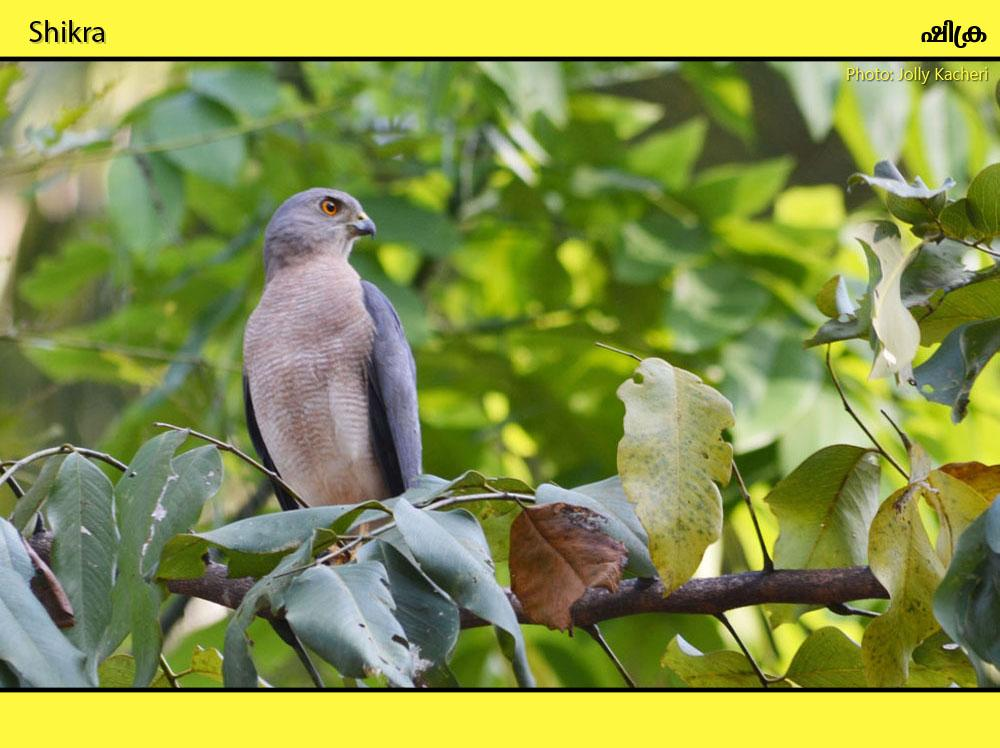 Shikra
ഷിക്ര
Photo: Jolly Kacheri